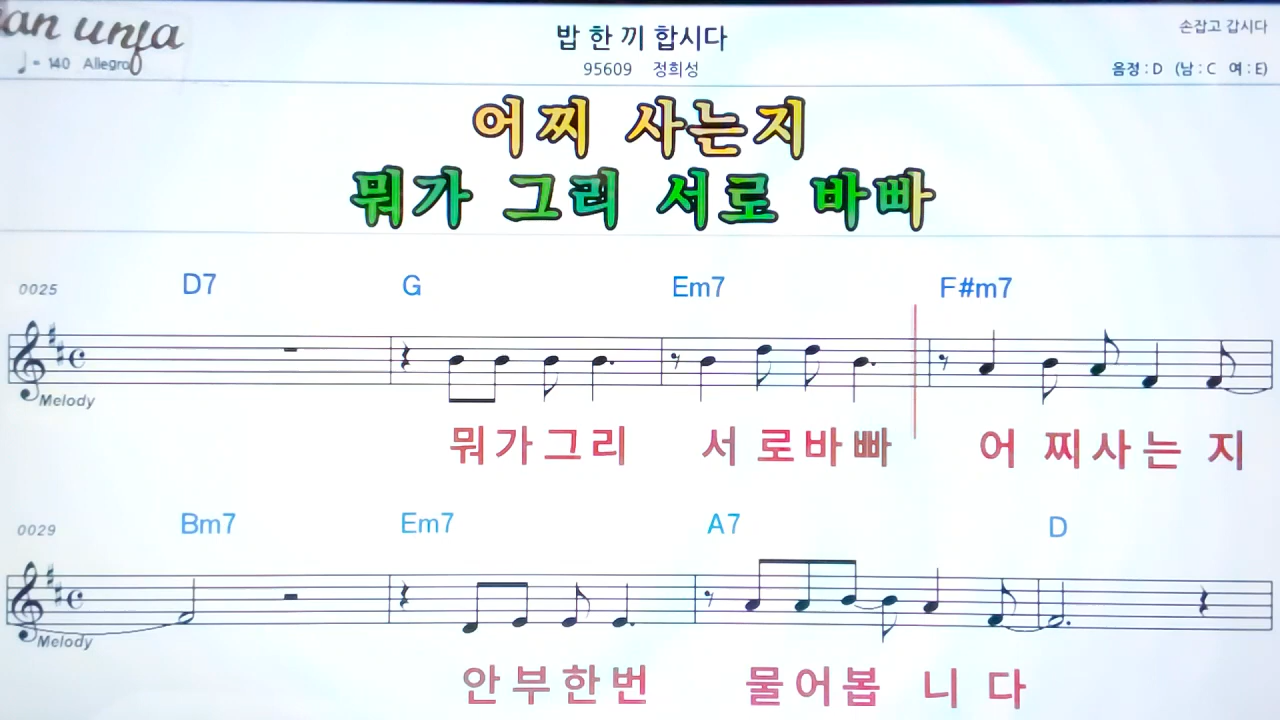 밥 한 끼 합시다
손잡고 갑시다
♩= 140 Allegro
95609 정희성
음정 : D (남 : C 여 : E)
어찌 사는지
뭐가 그리 서로 바빠
0025 D7 G Em7 F#m7
Melody
뭐가그리 서 로바빠 어 찌사는 지
0029 Bm7 Em7 A7 D
Melody
안부한번 물어봅 니 다